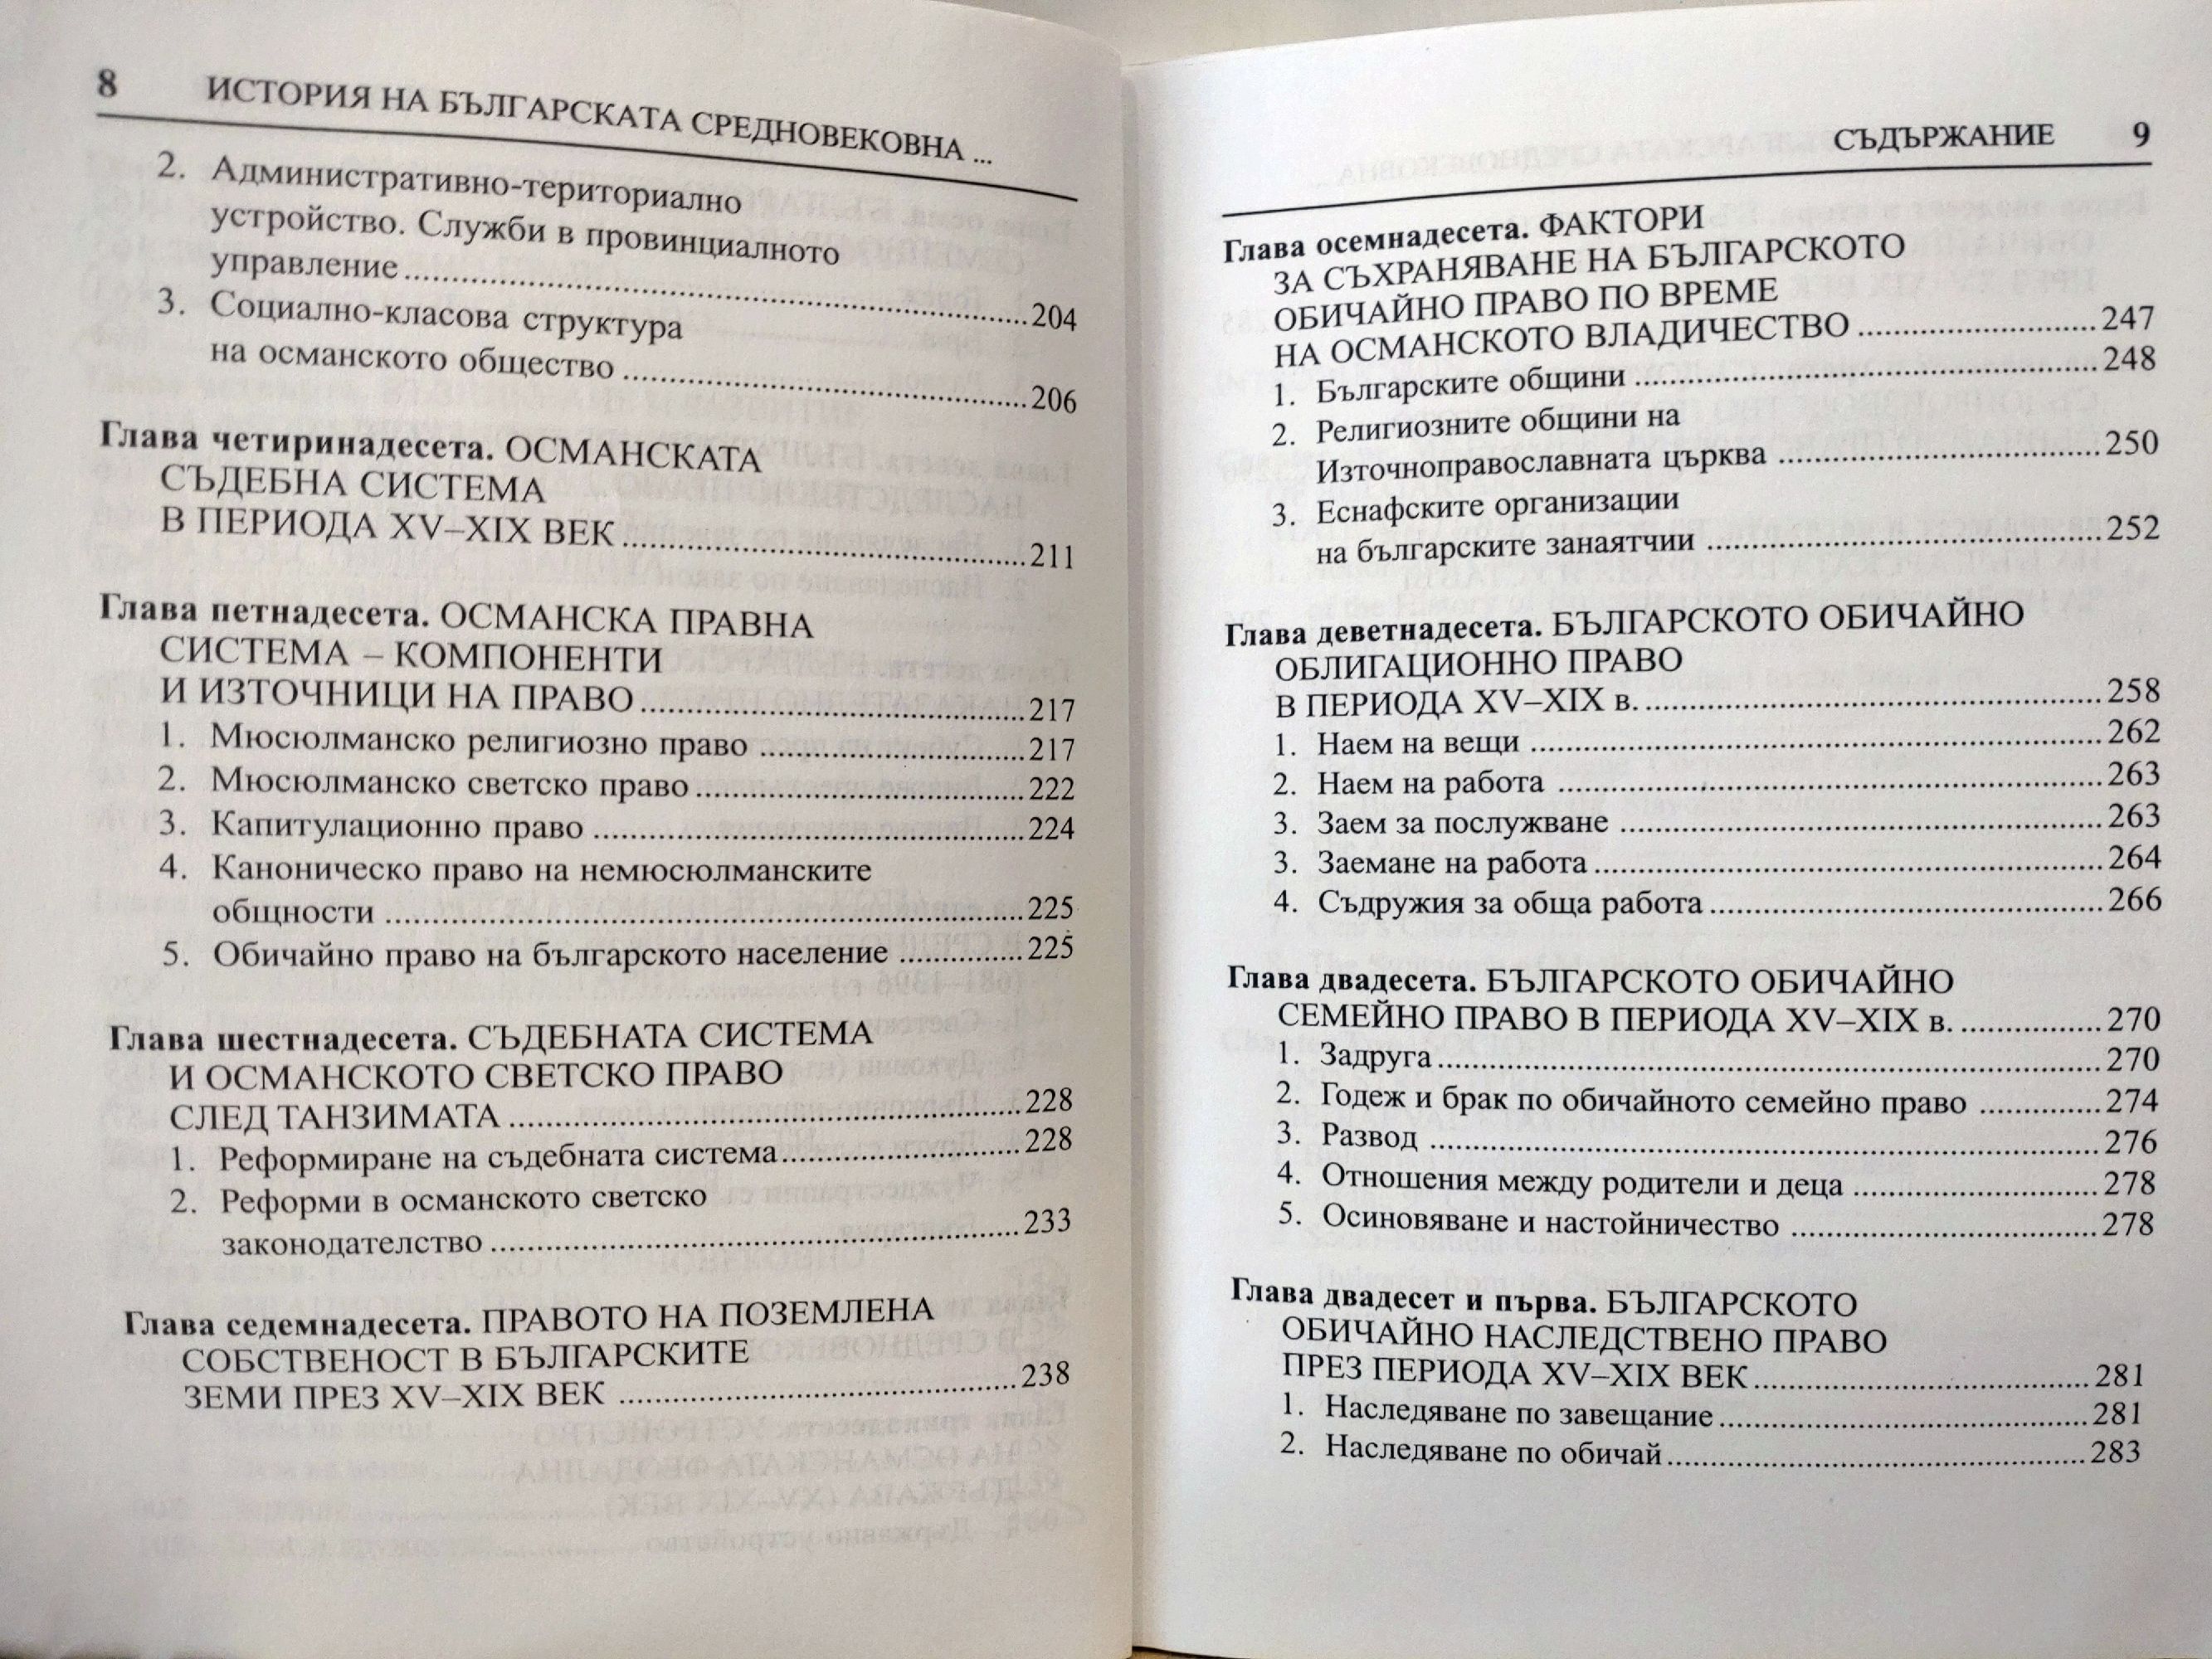 8 ИСТОРИЯ НА БЪЛГАРСКАТА СРЕДНОВЕКОВНА ...
2. Административно-териториално
устройство. Служби в провинциалното
управление ........ 204
3. Социално-класова структура
на османското общество ........ 206
Глава четиринадесета. ОСМАНСКАТА
СЪДЕБНА СИСТЕМА
В ПЕРИОДА XV–XIX ВЕК ........ 211
Глава петнадесета. ОСМАНСКА ПРАВНА
СИСТЕМА – КОМПОНЕНТИ
И ИЗТОЧНИЦИ НА ПРАВО ........ 217
1. Мюсюлманско религиозно право ........ 217
2. Мюсюлманско светско право ........ 222
3. Капитулационно право ........ 224
4. Каноническо право на немюсюлманските
общности ........ 225
5. Обичайно право на българското население ........ 225
Глава шестнадесета. СЪДЕБНАТА СИСТЕМА
И ОСМАНСКОТО СВЕТСКО ПРАВО
СЛЕД ТАНЗИМАТА ........ 228
1. Реформиране на съдебната система ........ 228
2. Реформи в османското светско
законодателство ........ 233
Глава седемнадесета. ПРАВОТО НА ПОЗЕМЛЕНА
СОБСТВЕНОСТ В БЪЛГАРСКИТЕ
ЗЕМИ ПРЕЗ XV–XIX ВЕК ........ 238
СЪДЪРЖАНИЕ 9
Глава осемнадесета. ФАКТОРИ
ЗА СЪХРАНЯВАНЕ НА БЪЛГАРСКОТО
ОБИЧАЙНО ПРАВО ПО ВРЕМЕ
НА ОСМАНСКОТО ВЛАДИЧЕСТВО ........ 247
1. Българските общини ........ 248
2. Религиозните общини на
Източноправославната църква ........ 250
3. Еснафските организации
на българските занаятчии ........ 252
Глава деветнадесета. БЪЛГАРСКОТО ОБИЧАЙНО
ОБЛИГАЦИОННО ПРАВО
В ПЕРИОДА XV–XIX в. ........ 258
1. Наем на вещи ........ 262
2. Наем на работа ........ 263
3. Заем за послужване ........ 263
3. Заемане на работа ........ 264
4. Съдружия за обща работа ........ 266
Глава двадесета. БЪЛГАРСКОТО ОБИЧАЙНО
СЕМЕЙНО ПРАВО В ПЕРИОДА XV–XIX в. ........ 270
1. Задруга ........ 270
2. Годеж и брак по обичайното семейно право ........ 274
3. Развод ........ 276
4. Отношения между родители и деца ........ 278
5. Осиновяване и настойничество ........ 278
Глава двадесет и първа. БЪЛГАРСКОТО
ОБИЧАЙНО НАСЛЕДСТВЕНО ПРАВО
ПРЕЗ ПЕРИОДА XV–XIX ВЕК ........ 281
1. Наследяване по завещание ........ 281
2. Наследяване по обичай ........ 283